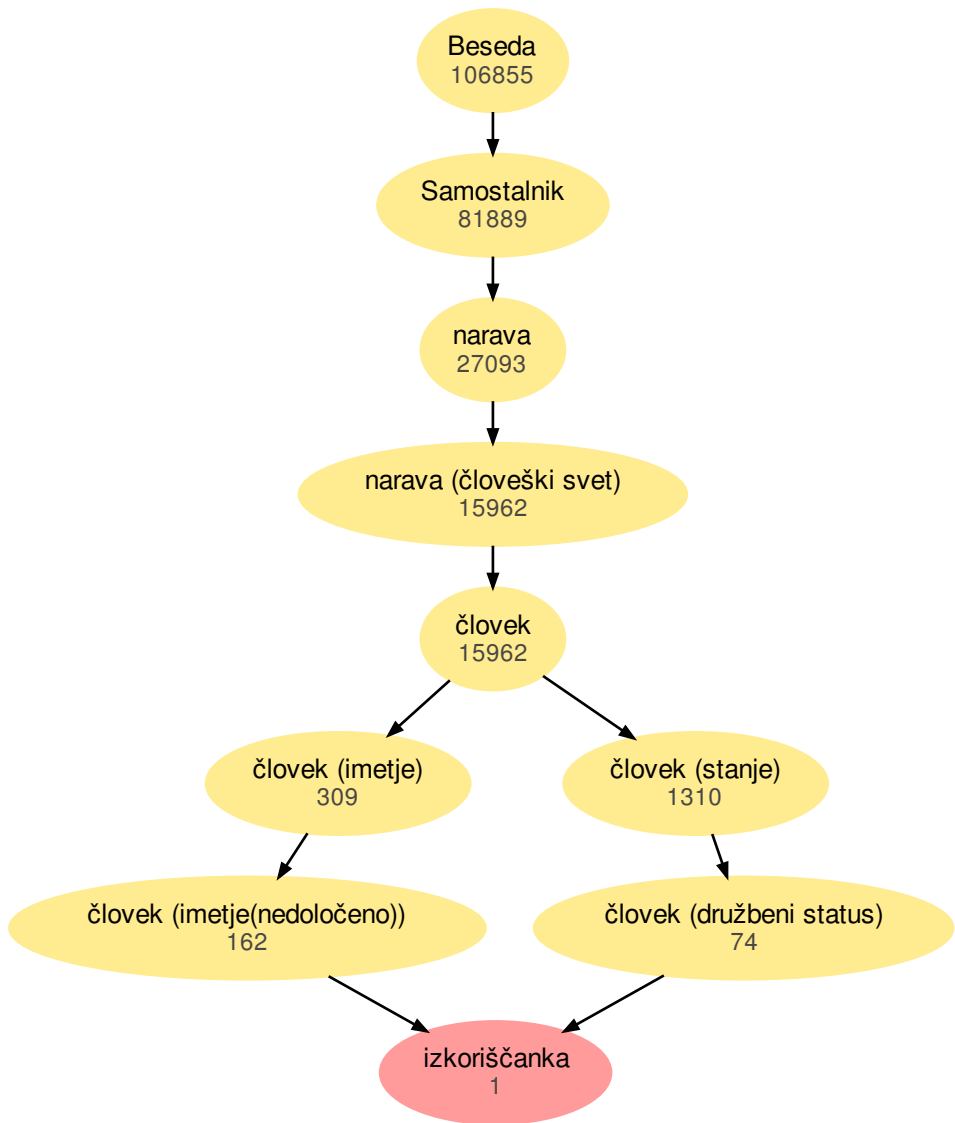 Beseda
106855
Samostalnik
81889
narava
27093
narava (človeški svet)
15962
človek
15962
človek (imetje)
309
človek (stanje)
1310
človek (imetje(nedoločeno))
162
človek (družbeni status)
74
izkoriščanka
1